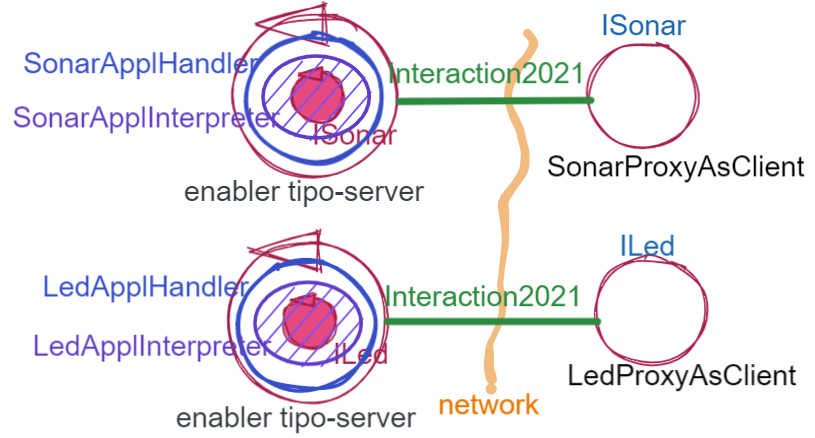 ISonar
SonarApplHandler
Interaction2021
SonarApplInterpreter
ISonar
SonarProxyAsClient
enabler tipo-server
ILed
LedApplHandler
Interaction2021
LedApplInterpreter
ILed
LedProxyAsClient
enabler tipo-server
network